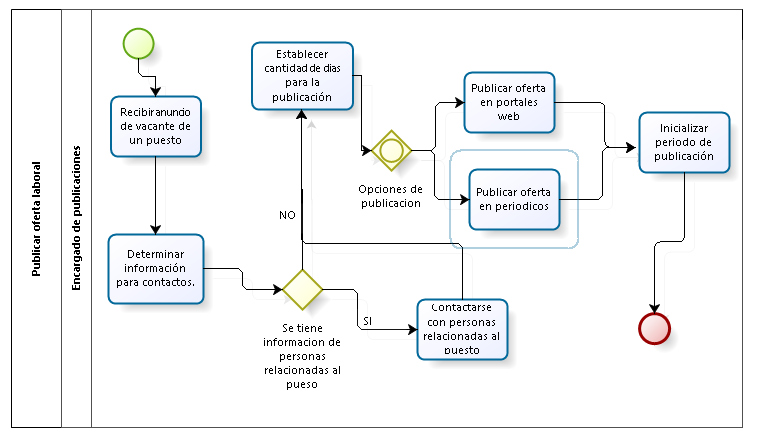 Publicar oferta laboral
Encargado de publicaciones
Recibiranuncio
de vacante de
un puesto
Determinar
información
para contactos.
Se tiene
informacion de
personas
relacionadas al
pueso
NO
SI
Contactarse
con personas
relacionadas al
puesto
Establecer
cantidad de dias
para la
publicación
Opciones de
publicacion
Publicar oferta
en portales
web
Publicar oferta
en periodicos
Inicializar
periodo de
publicación